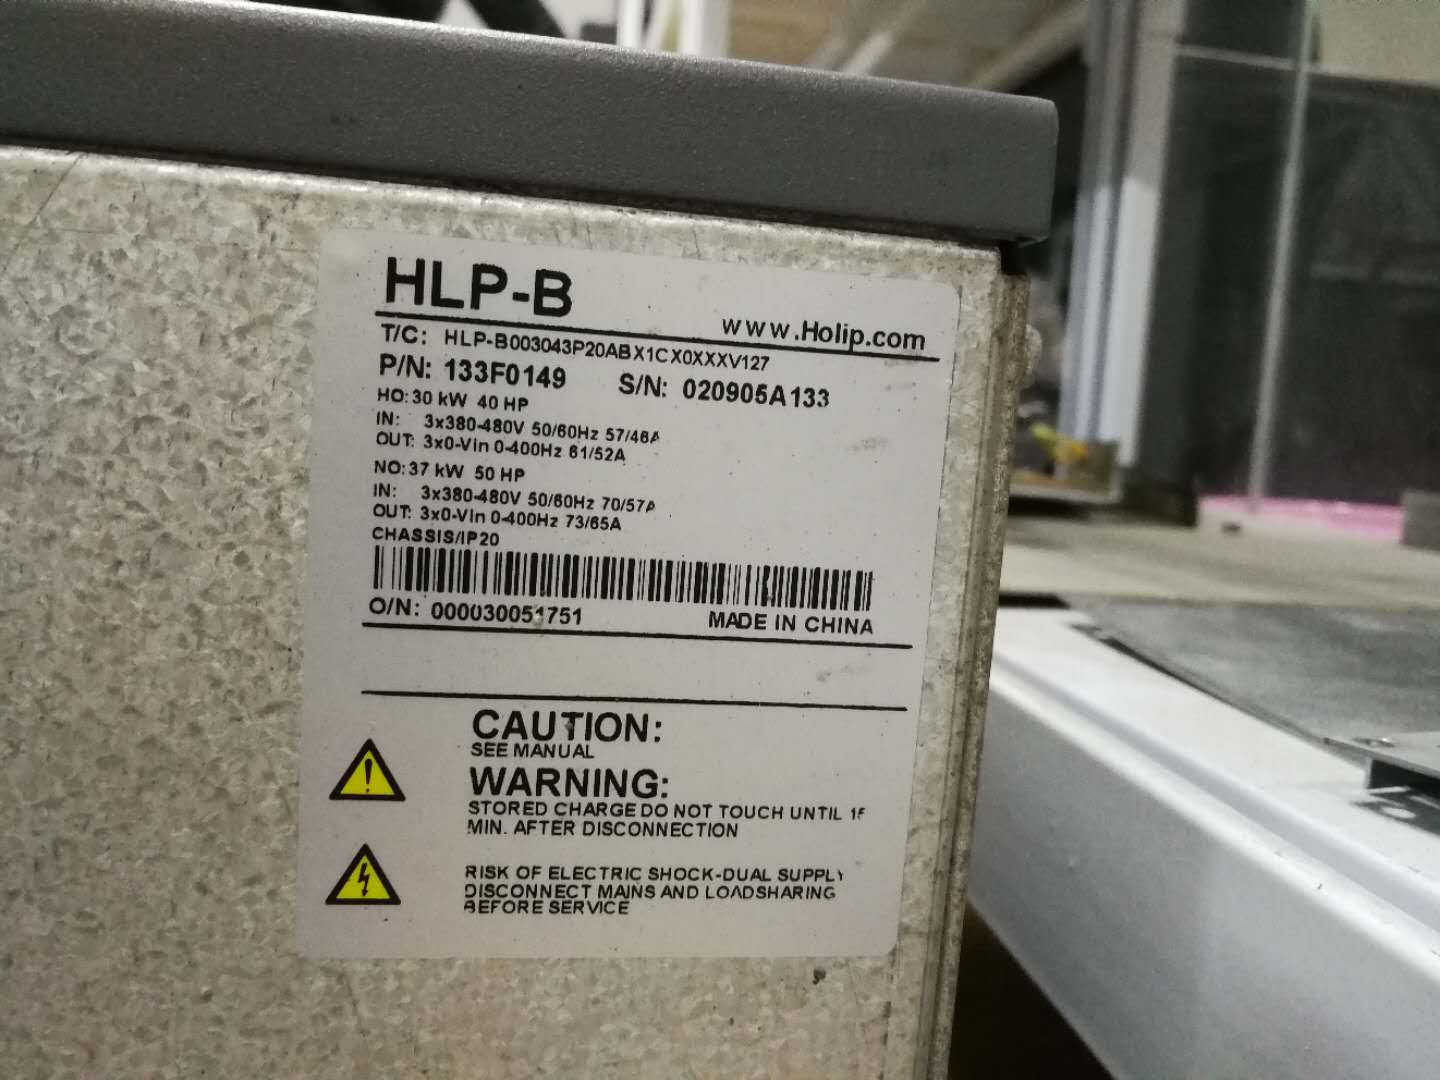 HLP-B
www.Holip.com
T/C: HLP-B003043P20ABX1CX0XXXV127
P/N: 133F0149 S/N: 020905A133
HO: 30 kW 40 HP
IN: 3x380-480V 50/60Hz 57/46A
OUT: 3x0-Vin 0-400Hz 61/52A
NO: 37 kW 50 HP
IN: 3x380-480V 50/60Hz 70/57A
OUT: 3x0-Vin 0-400Hz 73/65A
CHASSIS/IP20
O/N: 000030051751 MADE IN CHINA
CAUTION:
SEE MANUAL
WARNING:
STORED CHARGE DO NOT TOUCH UNTIL 15
MIN. AFTER DISCONNECTION
RISK OF ELECTRIC SHOCK-DUAL SUPPLY
DISCONNECT MAINS AND LOADSHARING
BEFORE SERVICE